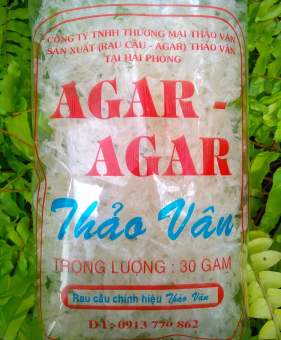 CÔNG TY TNHH THƯƠNG MẠI THẢO VÂN
SẢN XUẤT (RAU CÂU - AGAR) THẢO VÂN
TẠI HẢI PHÒNG
AGAR -
AGAR
Thảo Vân
TRỌNG LƯỢNG : 30 GAM
Rau câu chính hiệu Thảo Vân
ĐT: 0913 770 862